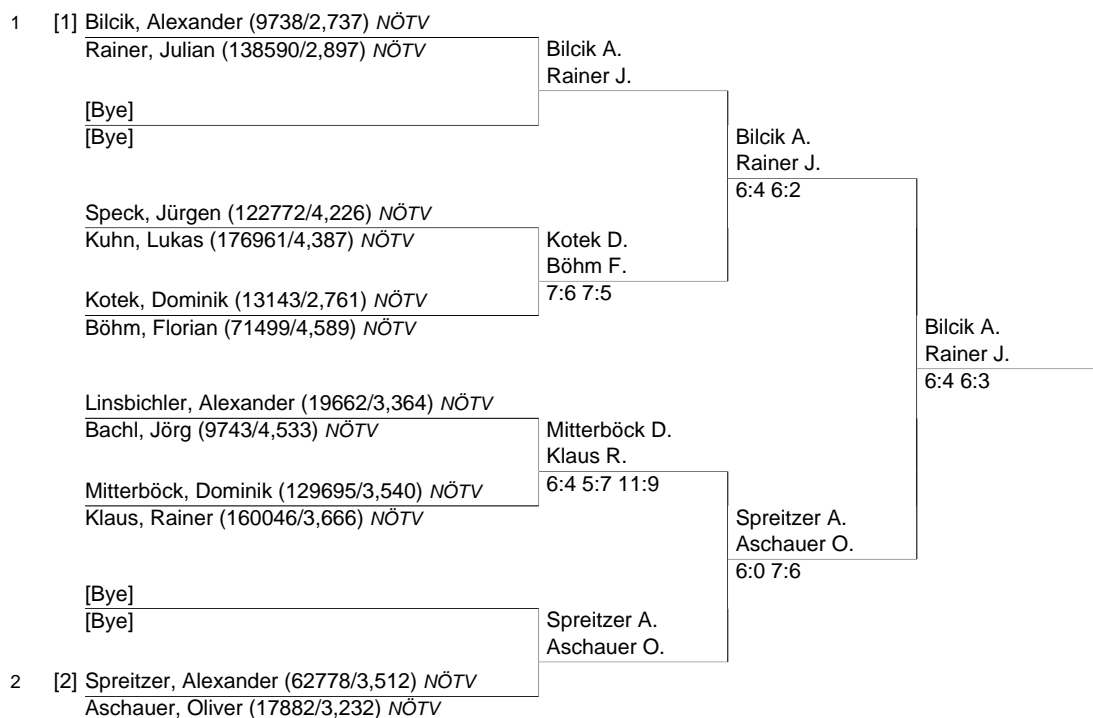 1 [1] Bilcik, Alexander (9738/2,737) NÖTV
Rainer, Julian (138590/2,897) NÖTV
Bilcik A.
Rainer J.
[Bye]
[Bye]
Bilcik A.
Rainer J.
6:4 6:2
Speck, Jürgen (122772/4,226) NÖTV
Kuhn, Lukas (176961/4,387) NÖTV
Kotek D.
Böhm F.
7:6 7:5
Kotek, Dominik (13143/2,761) NÖTV
Böhm, Florian (71499/4,589) NÖTV
Bilcik A.
Rainer J.
6:4 6:3
Linsbichler, Alexander (19662/3,364) NÖTV
Bachl, Jörg (9743/4,533) NÖTV
Mitterböck D.
Klaus R.
6:4 5:7 11:9
Mitterböck, Dominik (129695/3,540) NÖTV
Klaus, Rainer (160046/3,666) NÖTV
Spreitzer A.
Aschauer O.
6:0 7:6
[Bye]
[Bye]
Spreitzer A.
Aschauer O.
2 [2] Spreitzer, Alexander (62778/3,512) NÖTV
Aschauer, Oliver (17882/3,232) NÖTV